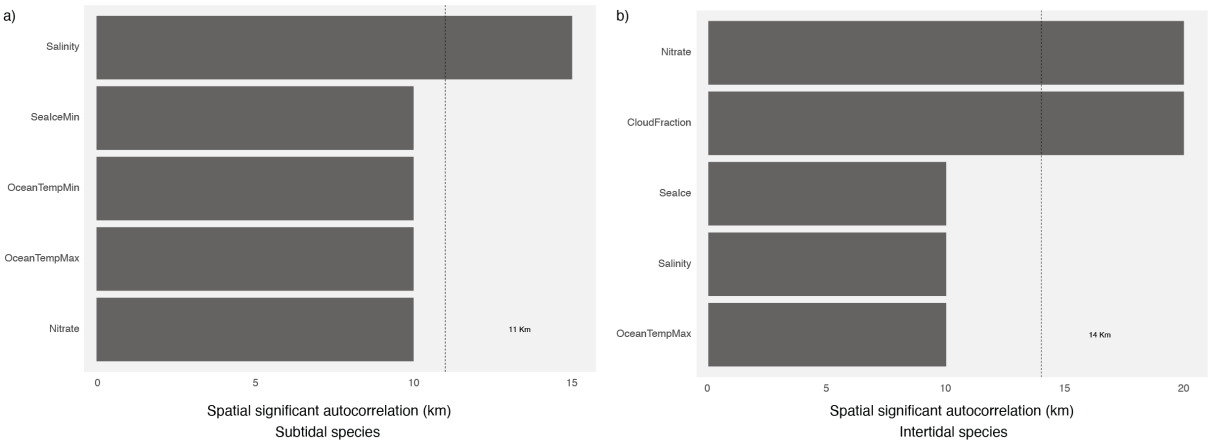 a)
Salinity
SeaIceMin
OceanTempMin
OceanTempMax
Nitrate
11 Km
0 5 10 15
Spatial significant autocorrelation (km)
Subtidal species
b)
Nitrate
CloudFraction
SeaIce
Salinity
OceanTempMax
14 Km
0 5 10 15 20
Spatial significant autocorrelation (km)
Intertidal species